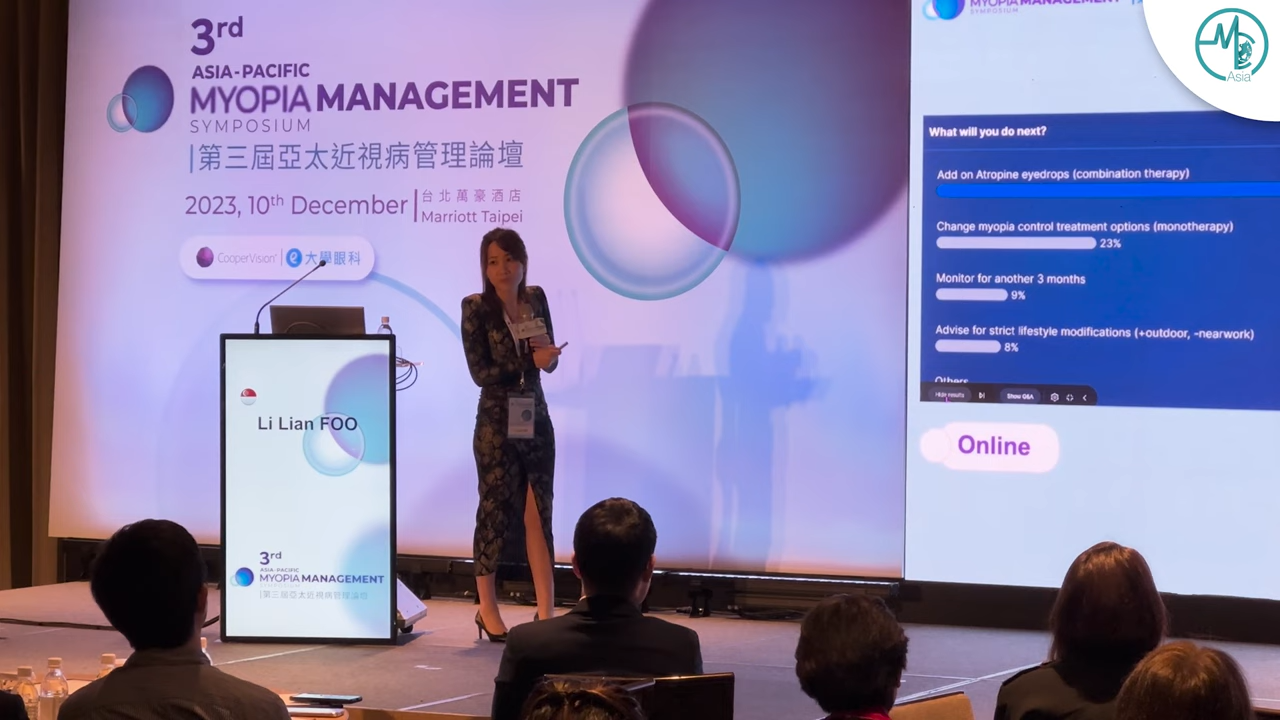 3rd
ASIA-PACIFIC
MYOPIA MANAGEMENT
SYMPOSIUM
|第三屆亞太近視病管理論壇
2023, 10th December
台北萬豪酒店
Marriott Taipei
CooperVision®
大學眼科
Li Lian FOO
3rd
ASIA-PACIFIC
MYOPIA MANAGEMENT
SYMPOSIUM
|第三屆亞太近視病管理論壇
MYOPIA MANAGEMENT
SYMPOSIUM
Asia
What will you do next?
Add on Atropine eyedrops (combination therapy)
Change myopia control treatment options (monotherapy)
23%
Monitor for another 3 months
9%
Advise for strict lifestyle modifications (+outdoor, -nearwork)
8%
Others
Hide results
Show Q&A
Online